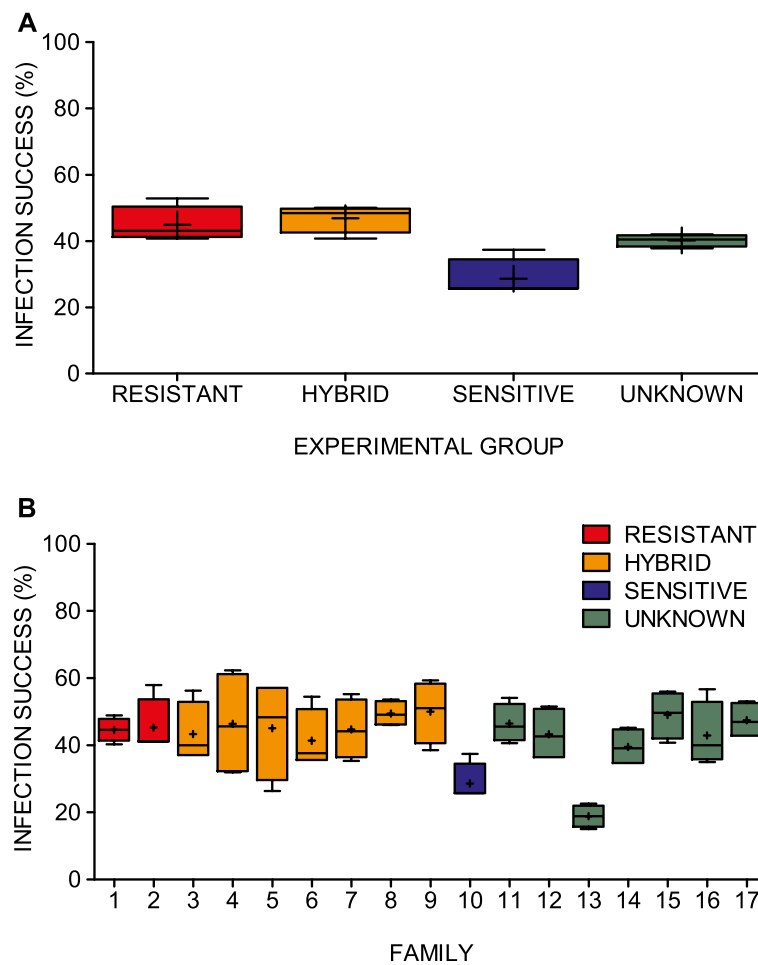 A
INFECTION SUCCESS (%)
100
80
60
40
20
0
RESISTANT HYBRID SENSITIVE UNKNOWN
EXPERIMENTAL GROUP
B
INFECTION SUCCESS (%)
100
80
60
40
20
0
RESISTANT
HYBRID
SENSITIVE
UNKNOWN
1 2 3 4 5 6 7 8 9 10 11 12 13 14 15 16 17
FAMILY